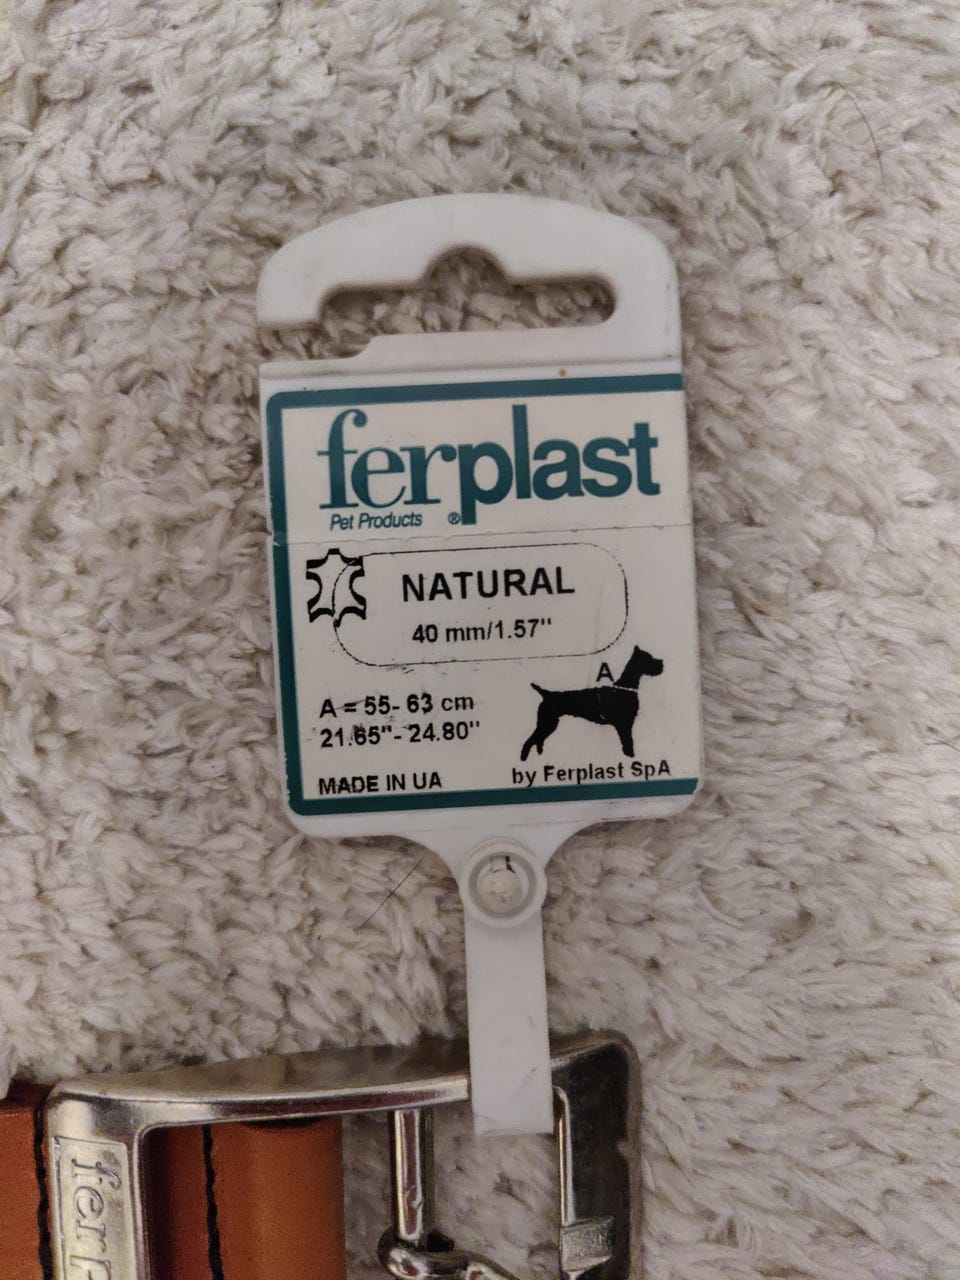 ferplast
Pet Products ®
NATURAL
40 mm/1.57"
A
A = 55- 63 cm
21.65"- 24.80"
MADE IN UA
by Ferplast SpA
ferp